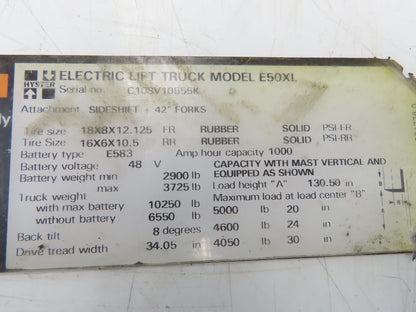 HYSTER ELECTRIC LIFT TRUCK MODEL E50XL
Serial no. C108V10555K D
Attachment SIDESHIFT + 42" FORKS
Tire size 18X8X12.125 FR RUBBER SOLID PSI-FR
Tire Size 16X6X10.5 RR RUBBER SOLID PSI-RR
Battery type E583 Amp hour capacity 1000
Battery voltage 48 V CAPACITY WITH MAST VERTICAL AND
Battery weight min 2900 lb EQUIPPED AS SHOWN
max 3725 lb Load height "A" 130.50 in
Truck weight Maximum load at load center "B"
with max battery 10250 lb 5000 lb 20 in
without battery 6550 lb
Back tilt 8 degrees 4600 lb 24 in
Drive tread width 34.05 in 4050 lb 30 in